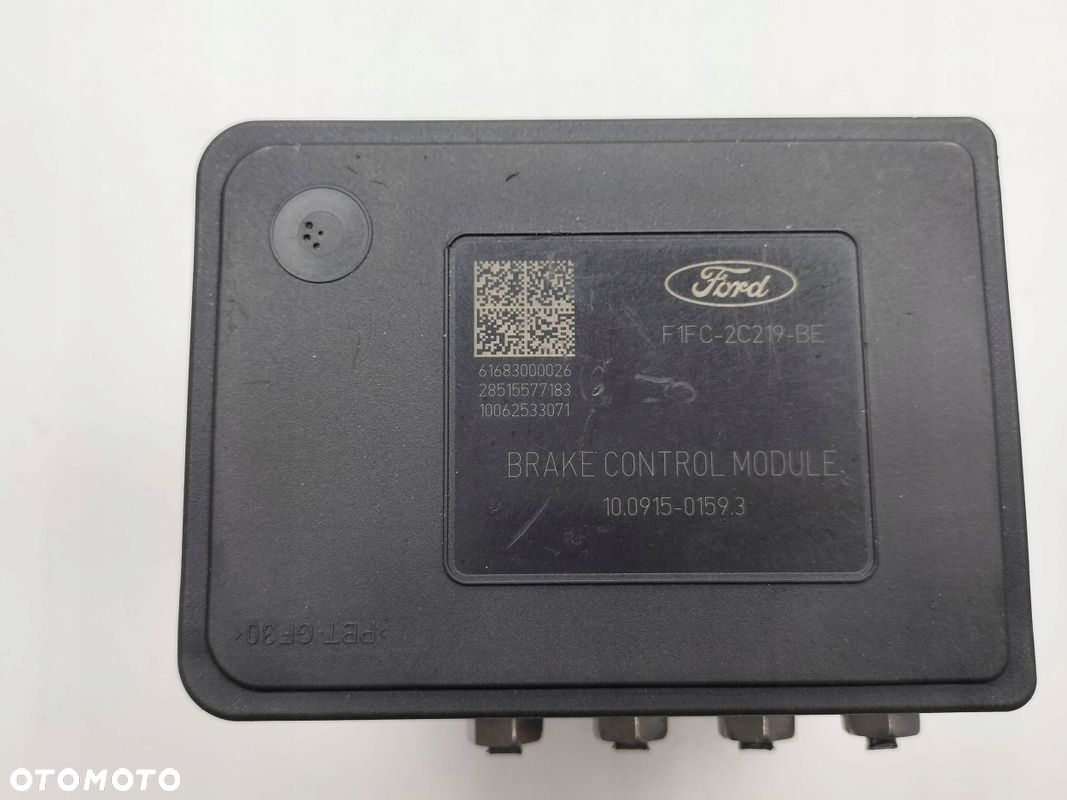 Ford
F1FC-2C219-BE
61683000026
28515577183
10062533071
BRAKE CONTROL MODULE
10.0915-0159.3
>PBT-GF30<
OTOMOTO